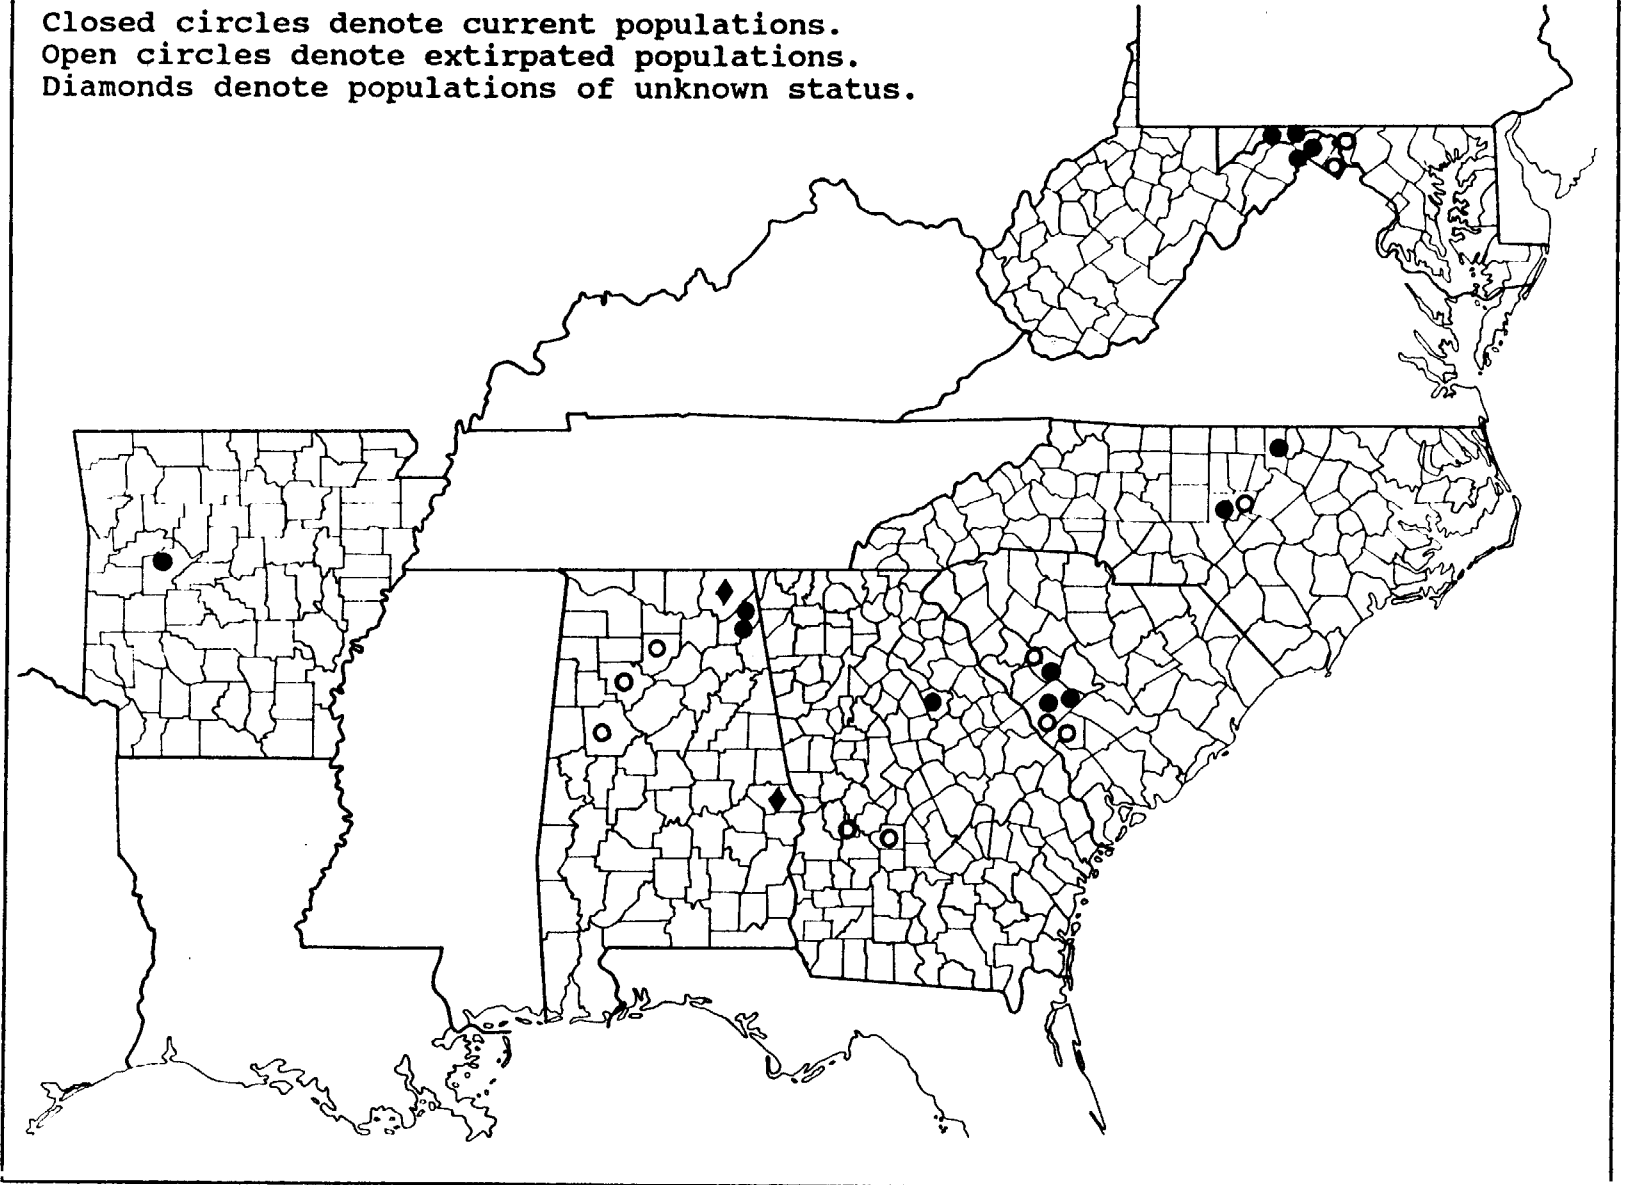 Closed circles denote current populations.
Open circles denote extirpated populations.
Diamonds denote populations of unknown status.